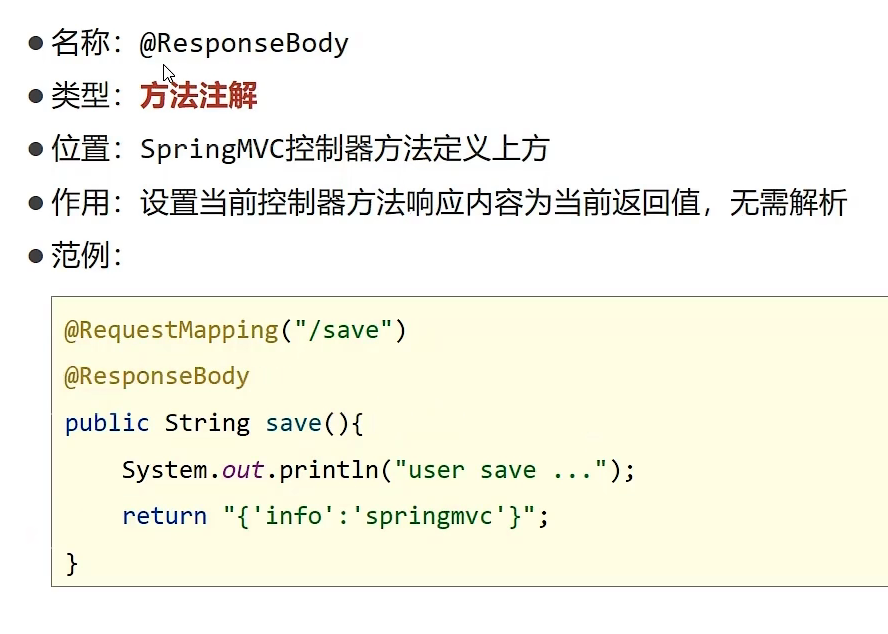 ● 名称：@ResponseBody
● 类型：方法注解
● 位置：SpringMVC控制器方法定义上方
● 作用：设置当前控制器方法响应内容为当前返回值，无需解析
● 范例：
@RequestMapping("/save")
@ResponseBody
public String save(){
    System.out.println("user save ...");
    return "{'info':'springmvc'}";
}